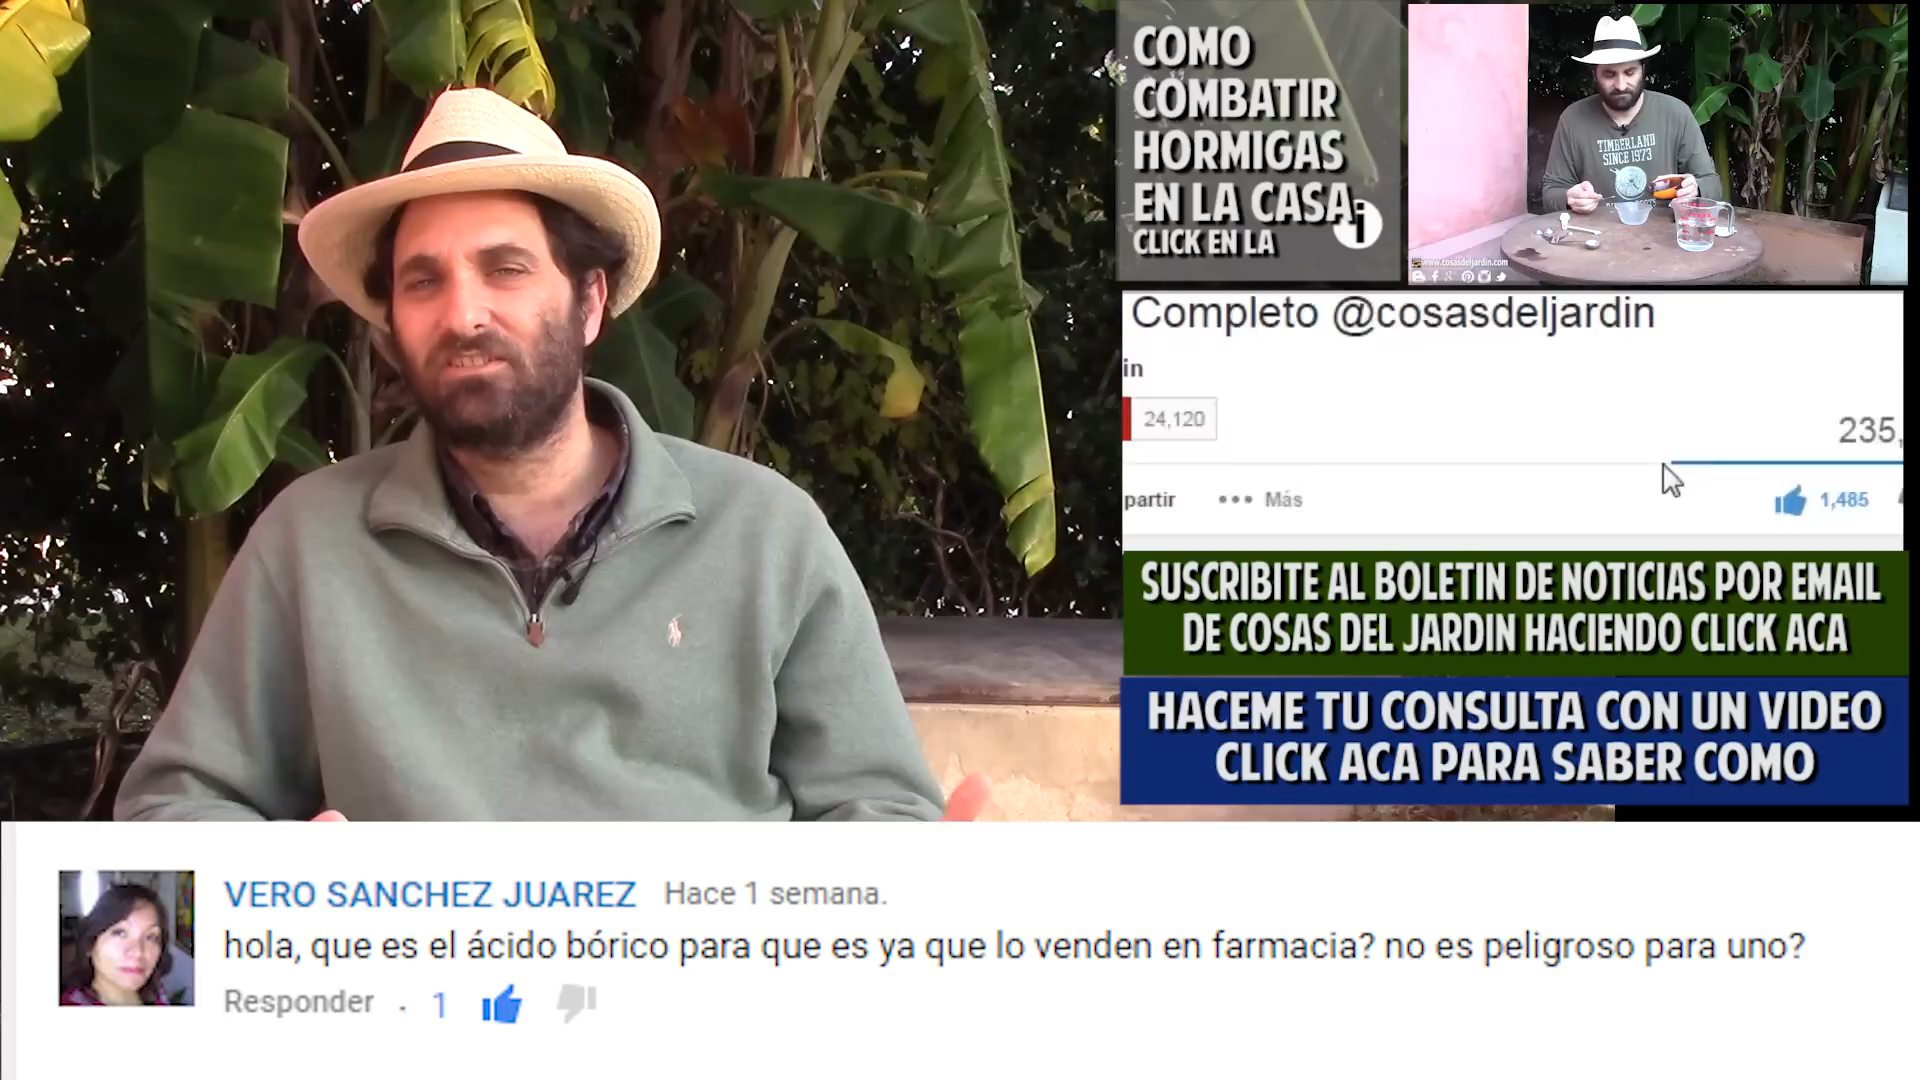 COMO
COMBATIR
HORMIGAS
EN LA CASA
CLICK EN LA
i
TIMBERLAND
SINCE 1973
www.cosasdeljardin.com
Completo @cosasdeljardin
in
24,120
235,
partir
••• Más
1,485
SUSCRIBITE AL BOLETIN DE NOTICIAS POR EMAIL
DE COSAS DEL JARDIN HACIENDO CLICK ACA
HACEME TU CONSULTA CON UN VIDEO
CLICK ACA PARA SABER COMO
VERO SANCHEZ JUAREZ Hace 1 semana.
hola, que es el ácido bórico para que es ya que lo venden en farmacia? no es peligroso para uno?
Responder . 1